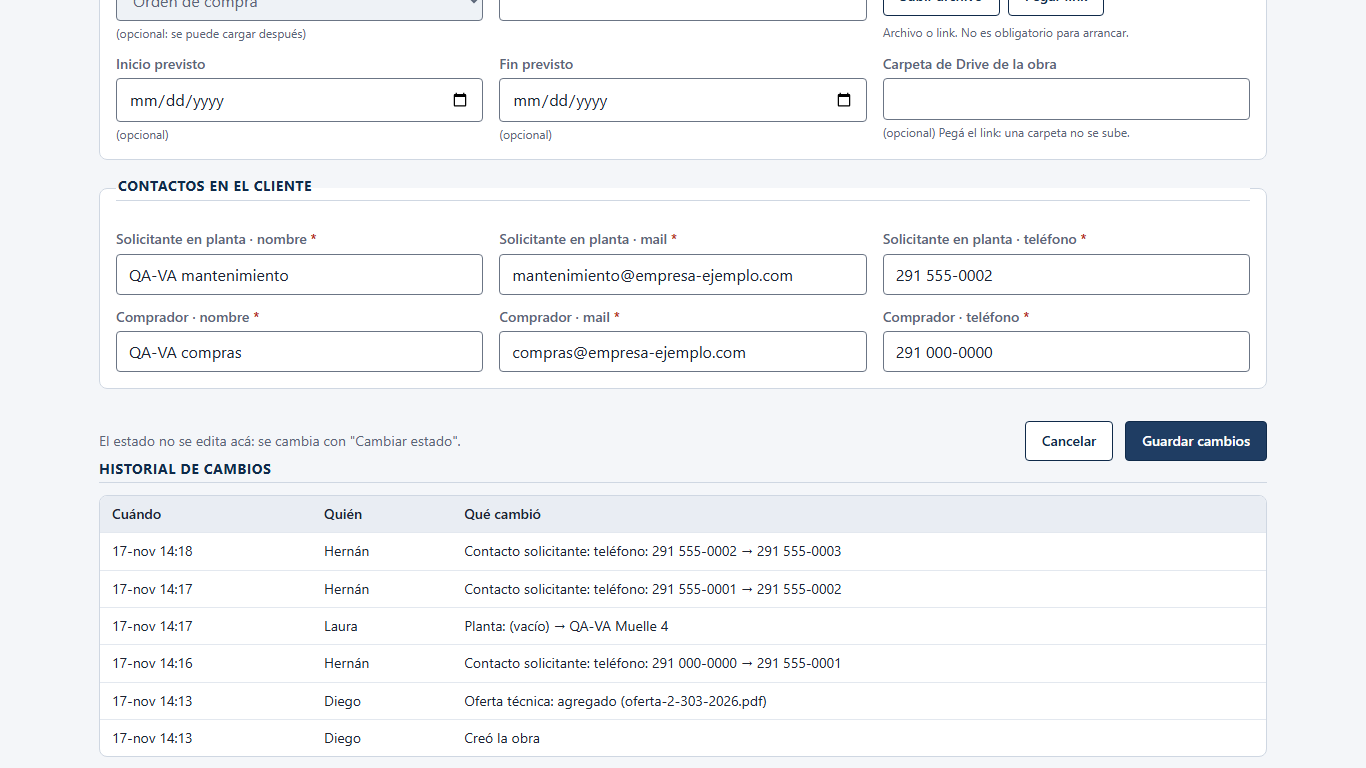 Orden de compra
Subir archivo Pegar link
(opcional: se puede cargar después) Archivo o link. No es obligatorio para arrancar.
Inicio previsto Fin previsto Carpeta de Drive de la obra
mm/dd/yyyy mm/dd/yyyy
(opcional) (opcional) (opcional) Pegá el link: una carpeta no se sube.
CONTACTOS EN EL CLIENTE
Solicitante en planta · nombre * Solicitante en planta · mail * Solicitante en planta · teléfono *
QA-VA mantenimiento mantenimiento@empresa-ejemplo.com 291 555-0002
Comprador · nombre * Comprador · mail * Comprador · teléfono *
QA-VA compras compras@empresa-ejemplo.com 291 000-0000
El estado no se edita acá: se cambia con "Cambiar estado". Cancelar Guardar cambios
HISTORIAL DE CAMBIOS
Cuándo Quién Qué cambió
17-nov 14:18 Hernán Contacto solicitante: teléfono: 291 555-0002 → 291 555-0003
17-nov 14:17 Hernán Contacto solicitante: teléfono: 291 555-0001 → 291 555-0002
17-nov 14:17 Laura Planta: (vacío) → QA-VA Muelle 4
17-nov 14:16 Hernán Contacto solicitante: teléfono: 291 000-0000 → 291 555-0001
17-nov 14:13 Diego Oferta técnica: agregado (oferta-2-303-2026.pdf)
17-nov 14:13 Diego Creó la obra